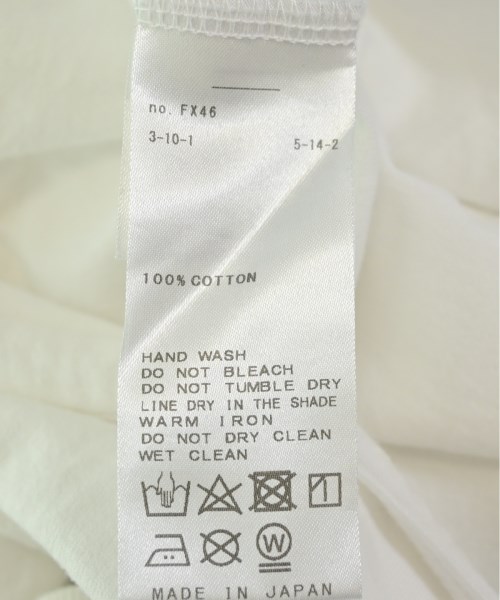 no. FX46
3-10-1 5-14-2
100% COTTON
HAND WASH
DO NOT BLEACH
DO NOT TUMBLE DRY
LINE DRY IN THE SHADE
WARM IRON
DO NOT DRY CLEAN
WET CLEAN
W
MADE IN JAPAN